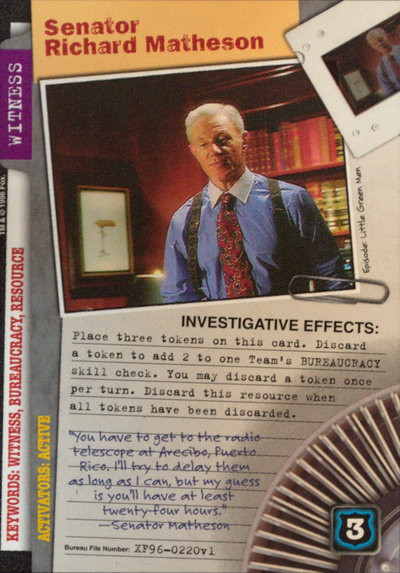 Senator
Richard Matheson
WITNESS
TM & © 1996 Fox.
KEYWORDS: WITNESS, BUREAUCRACY, RESOURCE
ACTIVATORS: ACTIVE
Episode: Little Green Men
INVESTIGATIVE EFFECTS:
Place three tokens on this card. Discard
a token to add 2 to one Team's BUREAUCRACY
skill check. You may discard a token once
per turn. Discard this resource when
all tokens have been discarded.
"You have to get to the radio
telescope at Arecibo, Puerto
Rico. I'll try to delay them
as long as I can, but my guess
is you'll have at least
twenty-four hours."
—Senator Matheson
Bureau File Number: XF96-0220v1
3